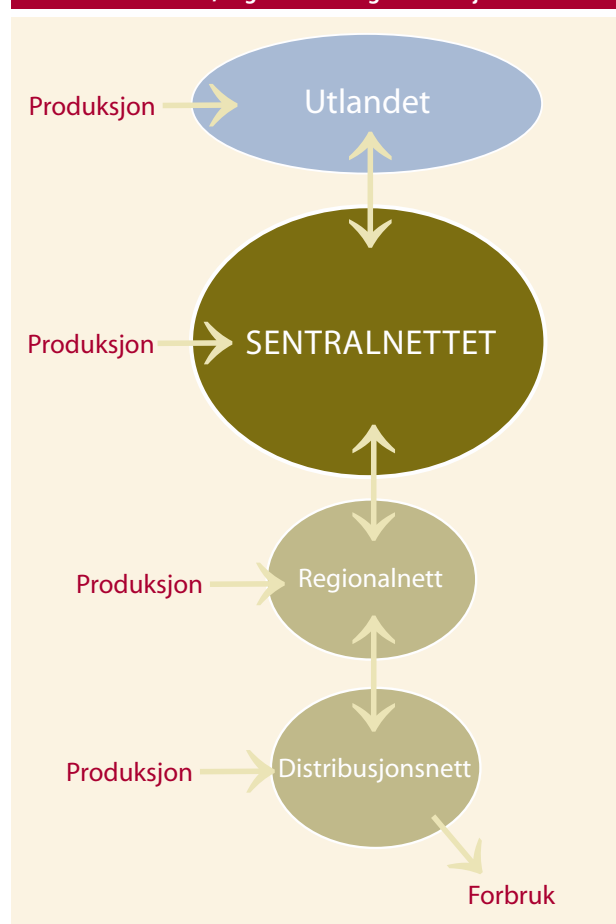 Produksjon
Utlandet
Produksjon
SENTRALNETTET
Produksjon
Regionalnett
Produksjon
Distribusjonsnett
Forbruk